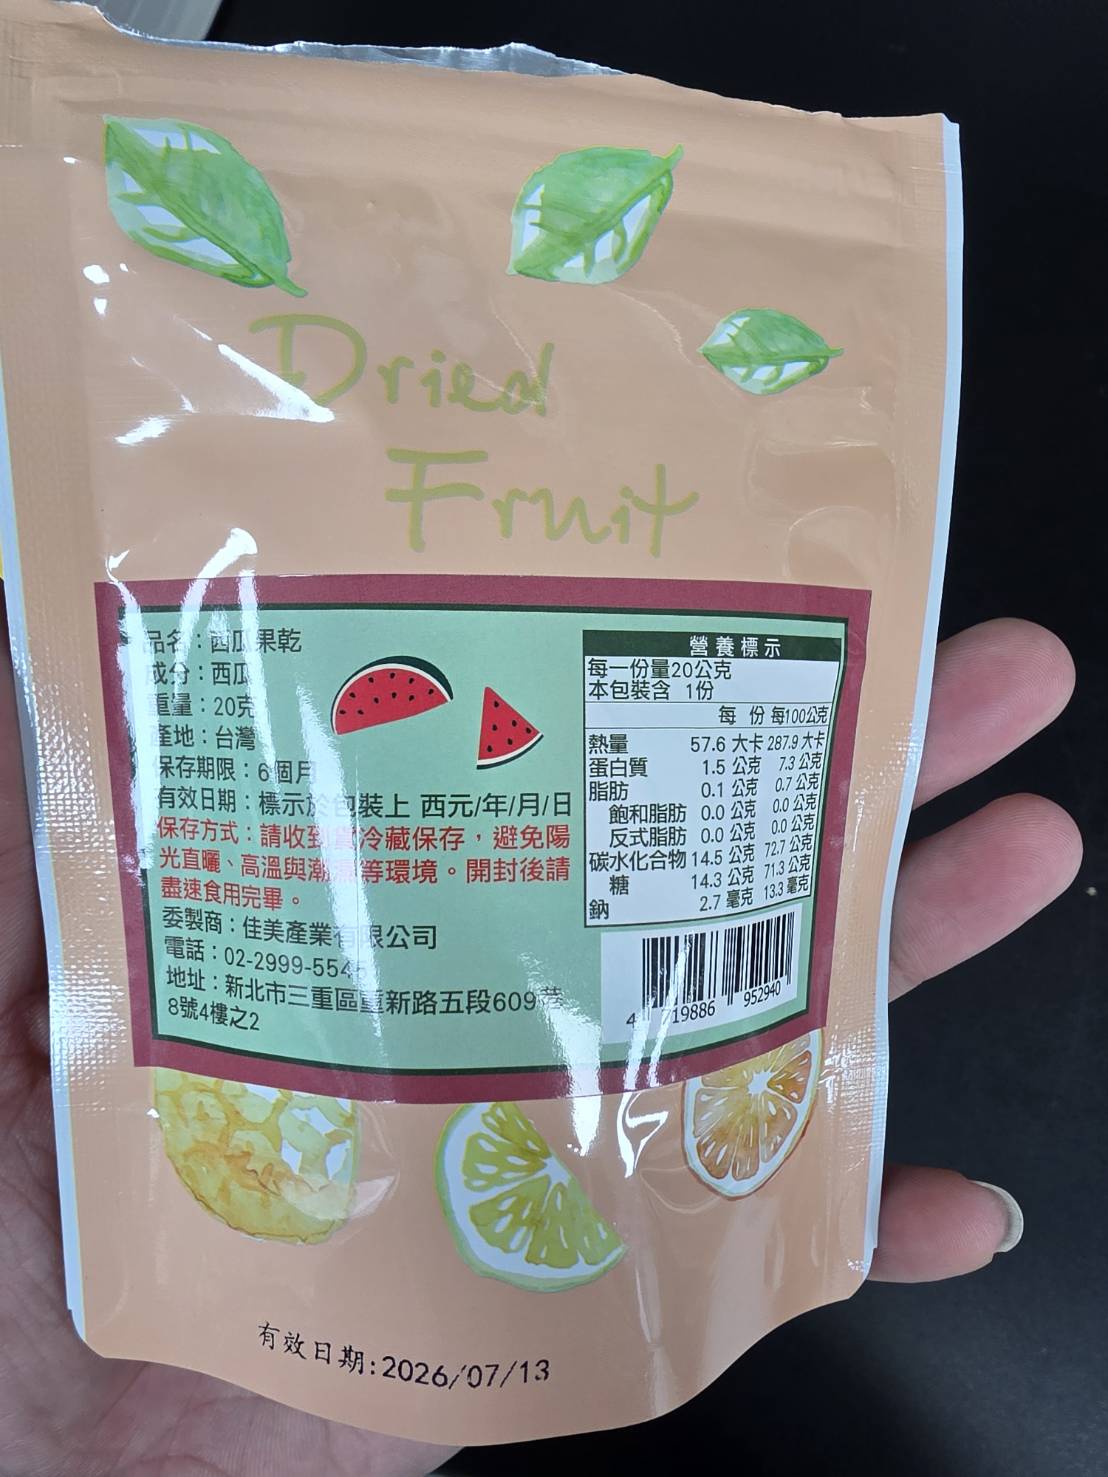 Dried
Fruit
品名：西瓜果乾
成分：西瓜
重量：20克
產地：台灣
保存期限：6個月
有效日期：標示於包裝上 西元/年/月/日
保存方式：請收到貨冷藏保存，避免陽
光直曬、高溫與潮濕等環境。開封後請
盡速食用完畢。
委製商：佳美產業有限公司
電話：02-2999-554
地址：新北市三重區重新路五段609巷
8號4樓之2
營養標示
每一份量20公克
本包裝含 1份
每 份 每100公克
熱量 57.6 大卡 287.9 大卡
蛋白質 1.5 公克 7.3 公克
脂肪 0.1 公克 0.7 公克
飽和脂肪 0.0 公克 0.0 公克
反式脂肪 0.0 公克 0.0 公克
碳水化合物 14.5 公克 72.7 公克
糖 14.3 公克 71.3 公克
鈉 2.7 毫克 13.3 毫克
4 719886 952940
有效日期:2026/07/13